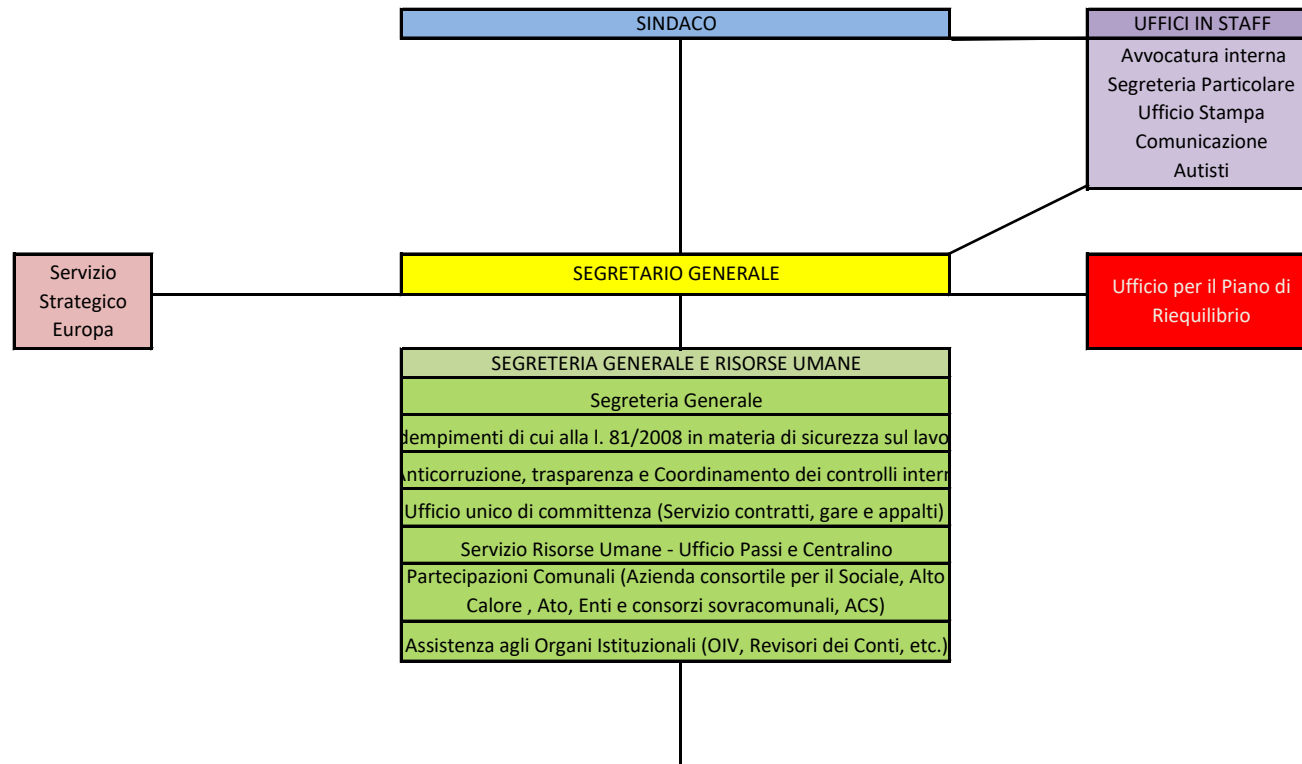 SINDACO
UFFICI IN STAFF
Avvocatura interna
Segreteria Particolare
Ufficio Stampa
Comunicazione
Autisti
Servizio
Strategico
Europa
SEGRETARIO GENERALE
Ufficio per il Piano di
Riequilibrio
SEGRETERIA GENERALE E RISORSE UMANE
Segreteria Generale
dempimenti di cui alla l. 81/2008 in materia di sicurezza sul lavo
Anticorruzione, trasparenza e Coordinamento dei controlli intern
Ufficio unico di committenza (Servizio contratti, gare e appalti)
Servizio Risorse Umane - Ufficio Passi e Centralino
Partecipazioni Comunali (Azienda consortile per il Sociale, Alto
Calore , Ato, Enti e consorzi sovracomunali, ACS)
Assistenza agli Organi Istituzionali (OIV, Revisori dei Conti, etc.)